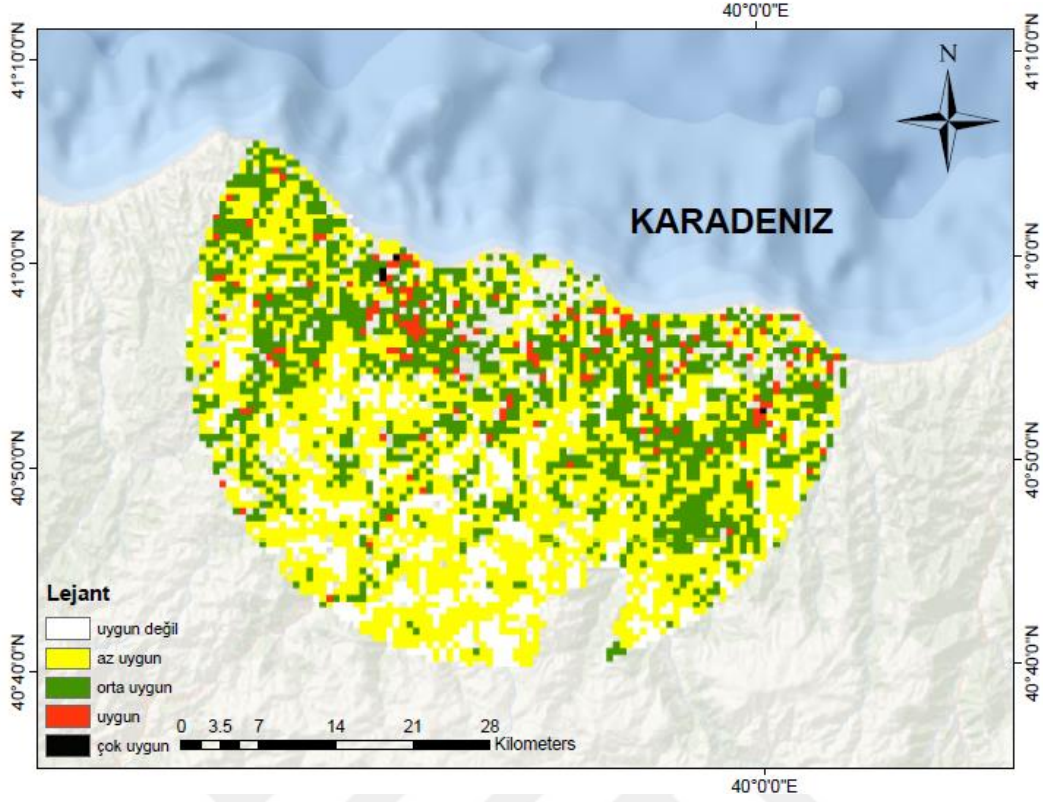 40°0'0"E
41°10'0"N
41°10'0"N
N
KARADENIZ
41°0'0"N
41°0'0"N
40°50'0"N
40°50'0"N
Lejant
uygun değil
az uygun
orta uygun
uygun
çok uygun
40°40'0"N
40°40'0"N
0 3.5 7 14 21 28
Kilometers
40°0'0"E